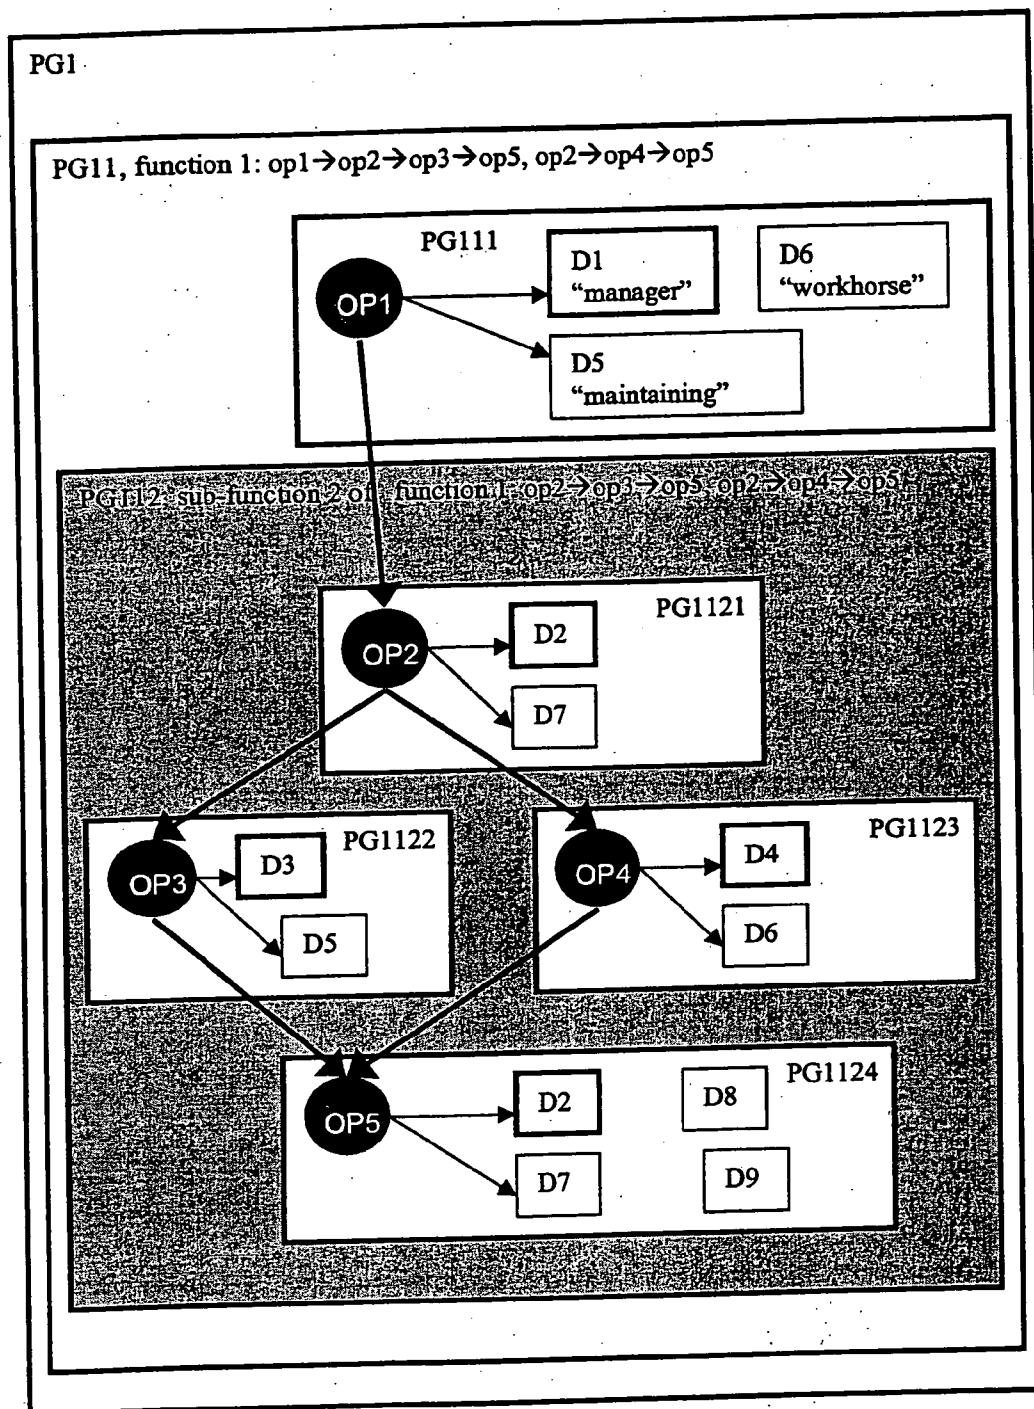 PG1
PG11, function 1: op1→op2→op3→op5, op2→op4→op5
PG111
D1
"manager"
D6
"workhorse"
OP1
D5
"maintaining"
PG112, sub-function 2 of function 1: op2→op3→op5, op2→op4→op5
PG1121
D2
OP2
D7
PG1122
D3
OP3
D5
PG1123
D4
OP4
D6
PG1124
D2
D8
OP5
D7
D9